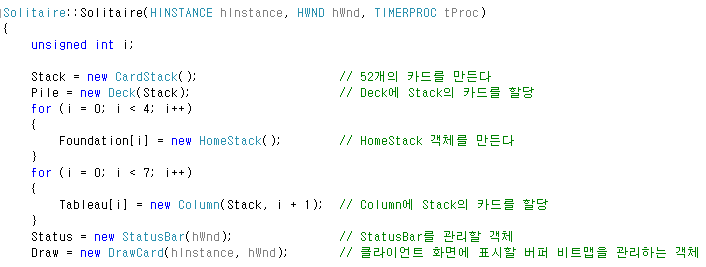 Solitaire::Solitaire(HINSTANCE hInstance, HWND hWnd, TIMERPROC tProc)
{
    unsigned int i;

    Stack = new CardStack();                    // 52개의 카드를 만든다
    Pile = new Deck(Stack);                     // Deck에 Stack의 카드를 할당
    for (i = 0; i < 4; i++)
    {
        Foundation[i] = new HomeStack();        // HomeStack 객체를 만든다
    }
    for (i = 0; i < 7; i++)
    {
        Tableau[i] = new Column(Stack, i + 1);  // Column에 Stack의 카드를 할당
    }
    Status = new StatusBar(hWnd);               // StatusBar를 관리할 객체
    Draw = new DrawCard(hInstance, hWnd);       // 클라이언트 화면에 표시할 버퍼 비트맵을 관리하는 객체